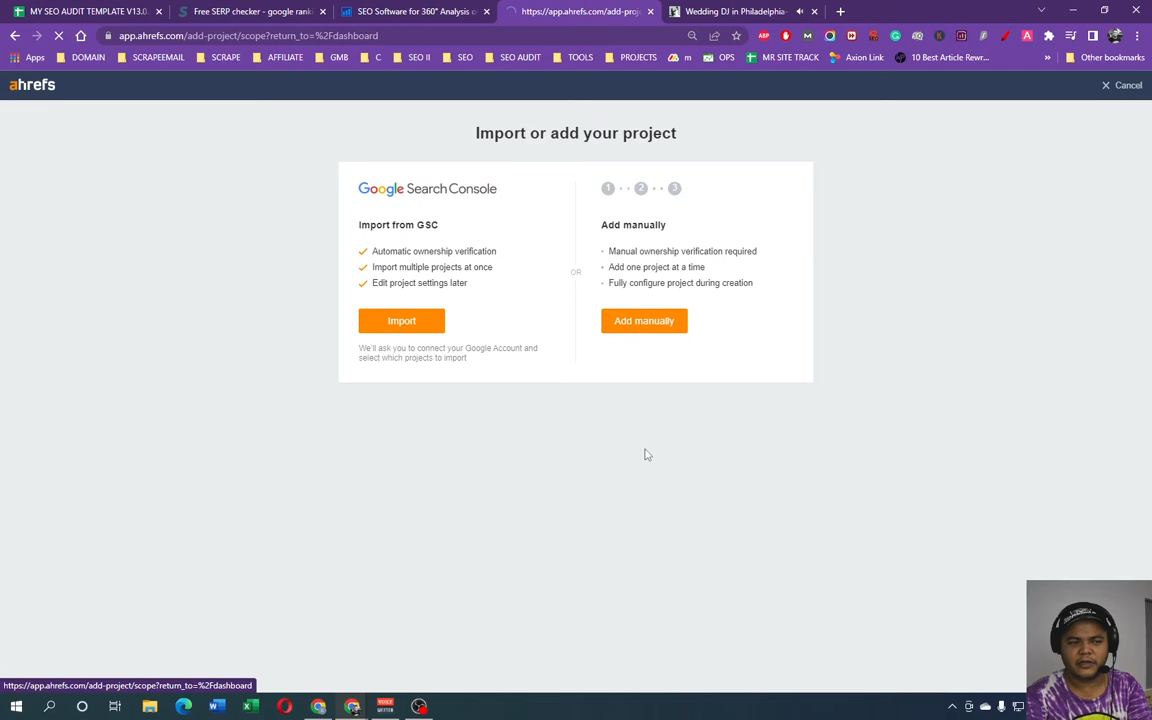 MY SEO AUDIT TEMPLATE V13.0.
Free SERP checker - google ranki
SEO Software for 360° Analysis o
https://app.ahrefs.com/add-proje
Wedding DJ in Philadelphia-
app.ahrefs.com/add-project/scope?return_to=%2Fdashboard
Apps
DOMAIN
SCRAPEEMAIL
SCRAPE
AFFILIATE
GMB
C
SEO II
SEO
SEO AUDIT
TOOLS
PROJECTS
m
OPS
MR SITE TRACK
Axion Link
10 Best Article Rewr...
Other bookmarks
ahrefs
Cancel
Import or add your project
Google Search Console
1 2 3
Import from GSC
Add manually
Automatic ownership verification
Manual ownership verification required
Import multiple projects at once
Add one project at a time
OR
Edit project settings later
Fully configure project during creation
Import
Add manually
We'll ask you to connect your Google Account and
select which projects to import
https://app.ahrefs.com/add-project/scope?return_to=%2Fdashboard